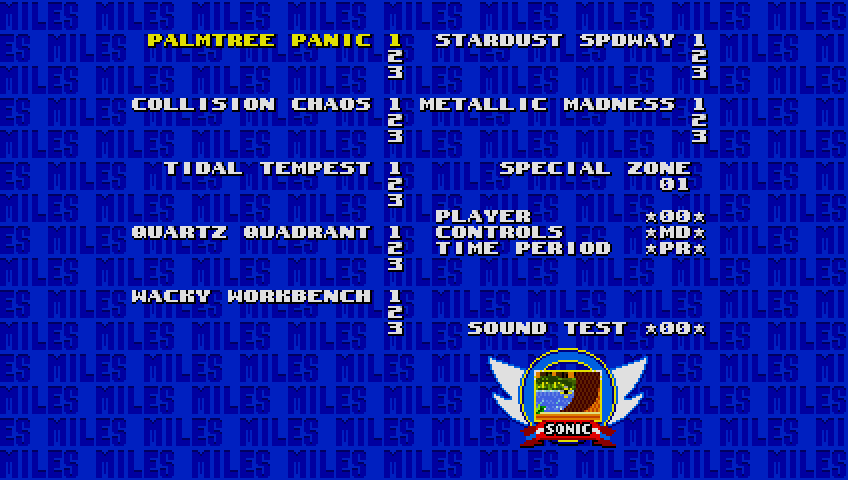 PALMTREE PANIC 1
2
3
COLLISION CHAOS 1
2
3
TIDAL TEMPEST 1
2
3
QUARTZ QUADRANT 1
2
3
WACKY WORKBENCH 1
2
3
STARDUST SPDWAY 1
2
3
METALLIC MADNESS 1
2
3
SPECIAL ZONE
01
PLAYER *00*
CONTROLS *MD*
TIME PERIOD *PR*
SOUND TEST *00*
SONIC
MILES